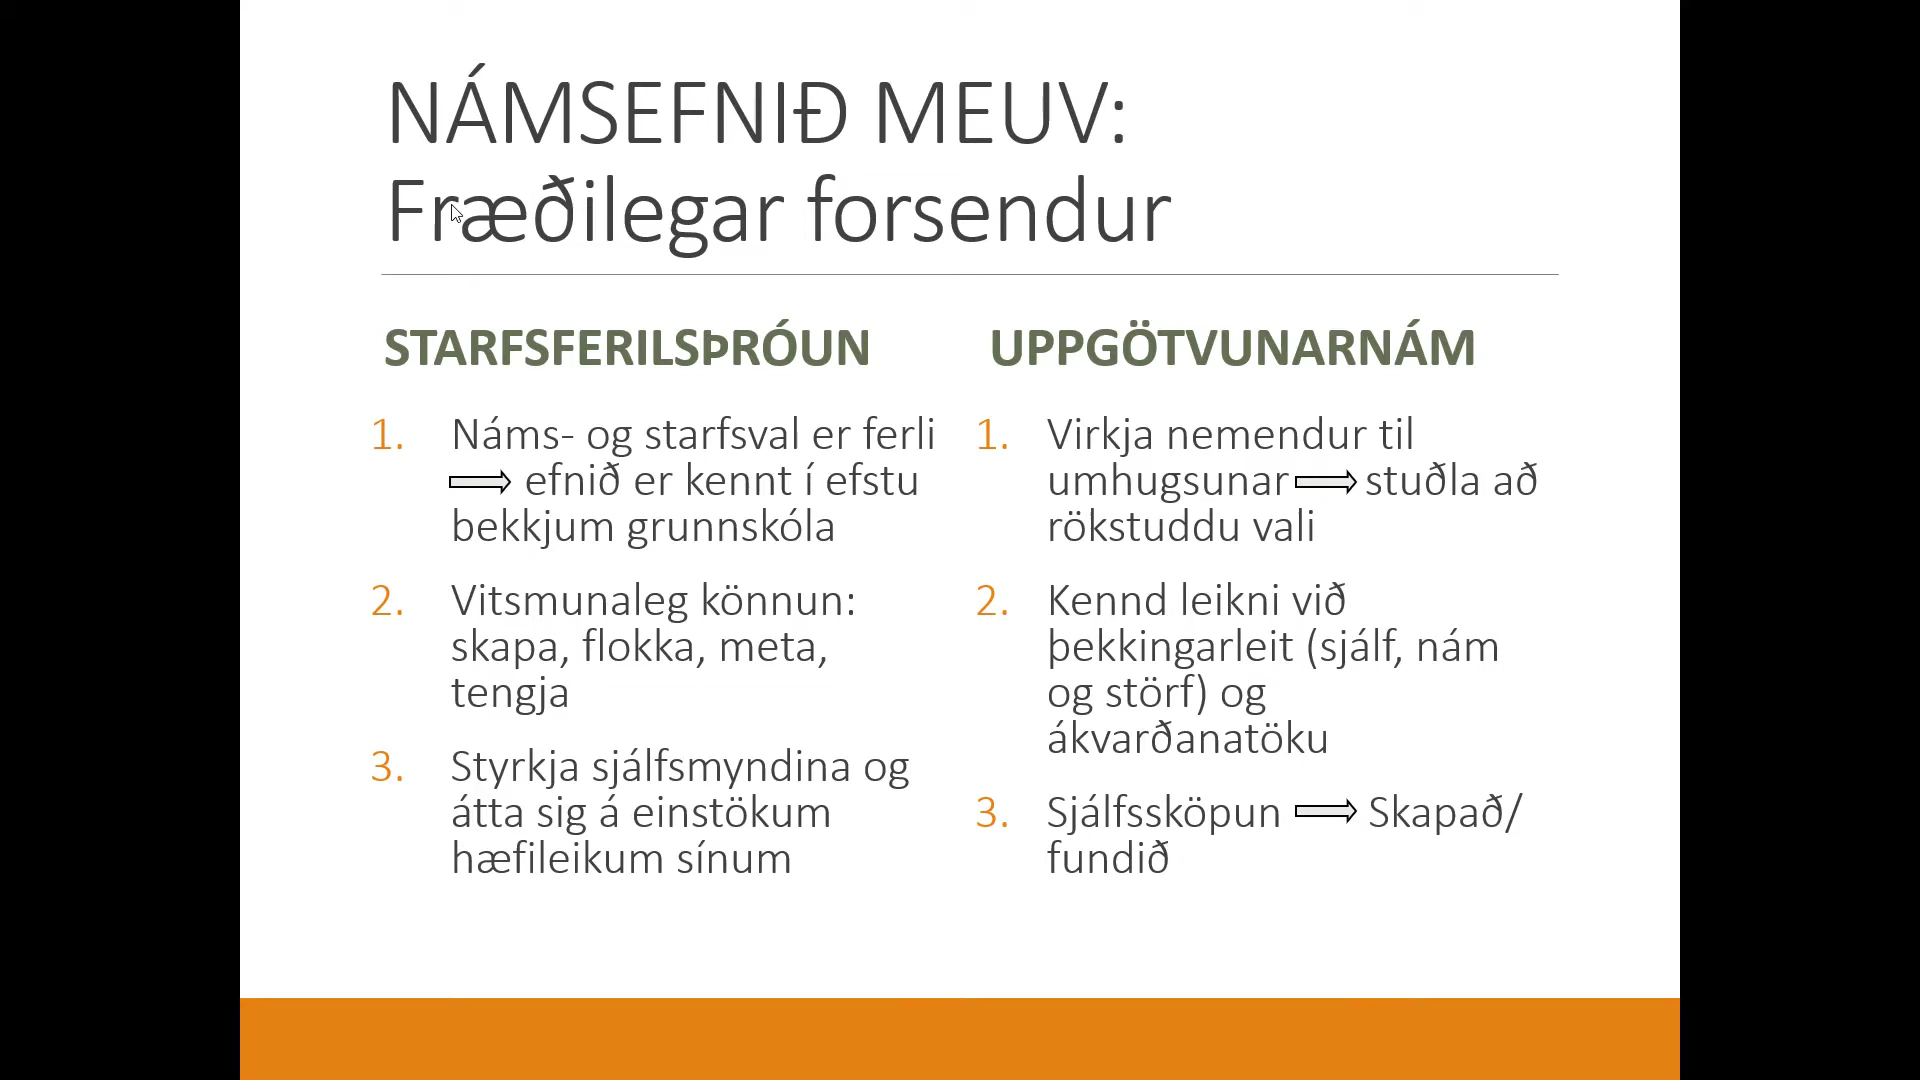 NÁMSEFNIÐ MEUV:
Fræðilegar forsendur
STARFSFERILSÞRÓUN
1. Náms- og starfsval er ferli
efnið er kennt í efstu
bekkjum grunnskóla
2. Vitsmunaleg könnun:
skapa, flokka, meta,
tengja
3. Styrkja sjálfsmyndina og
átta sig á einstökum
hæfileikum sínum
UPPGÖTVUNARNÁM
1. Virkja nemendur til
umhugsunar stuðla að
rökstuddu vali
2. Kennd leikni við
þekkingarleit (sjálf, nám
og störf) og
ákvarðanatöku
3. Sjálfssköpun Skapað/
fundið